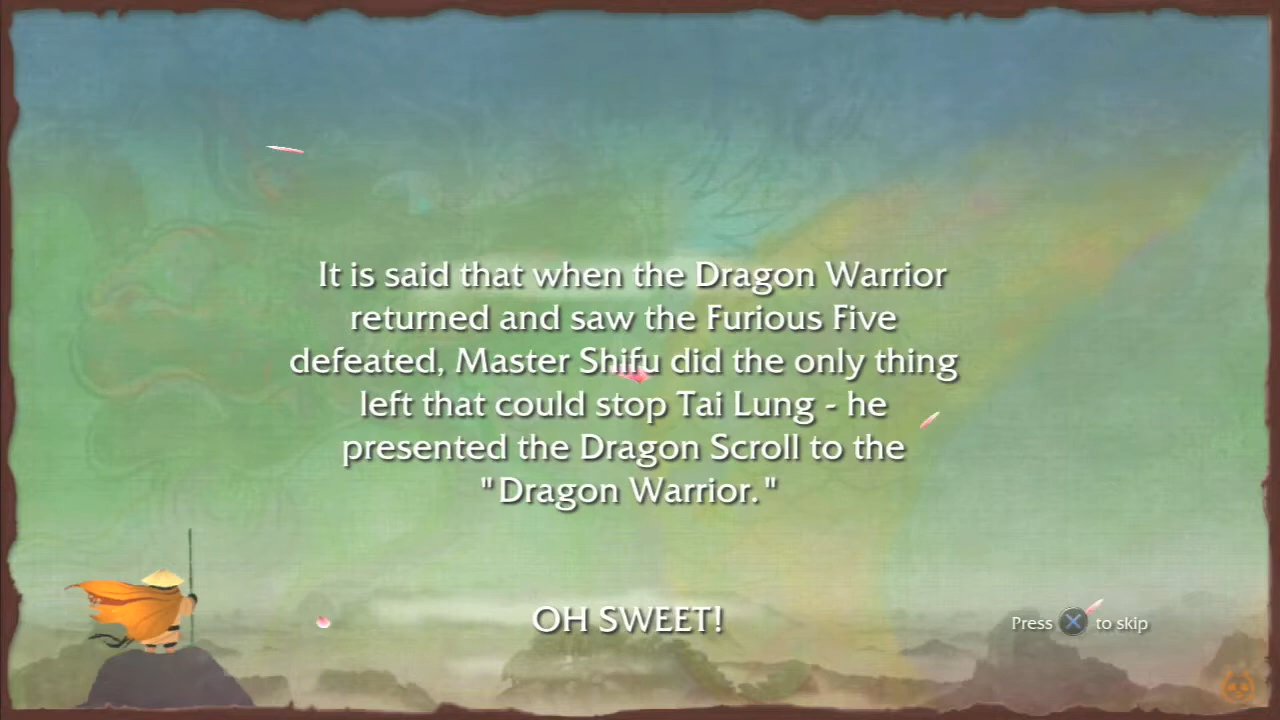 It is said that when the Dragon Warrior
returned and saw the Furious Five
defeated, Master Shifu did the only thing
left that could stop Tai Lung - he
presented the Dragon Scroll to the
"Dragon Warrior."
OH SWEET!
Press X to skip